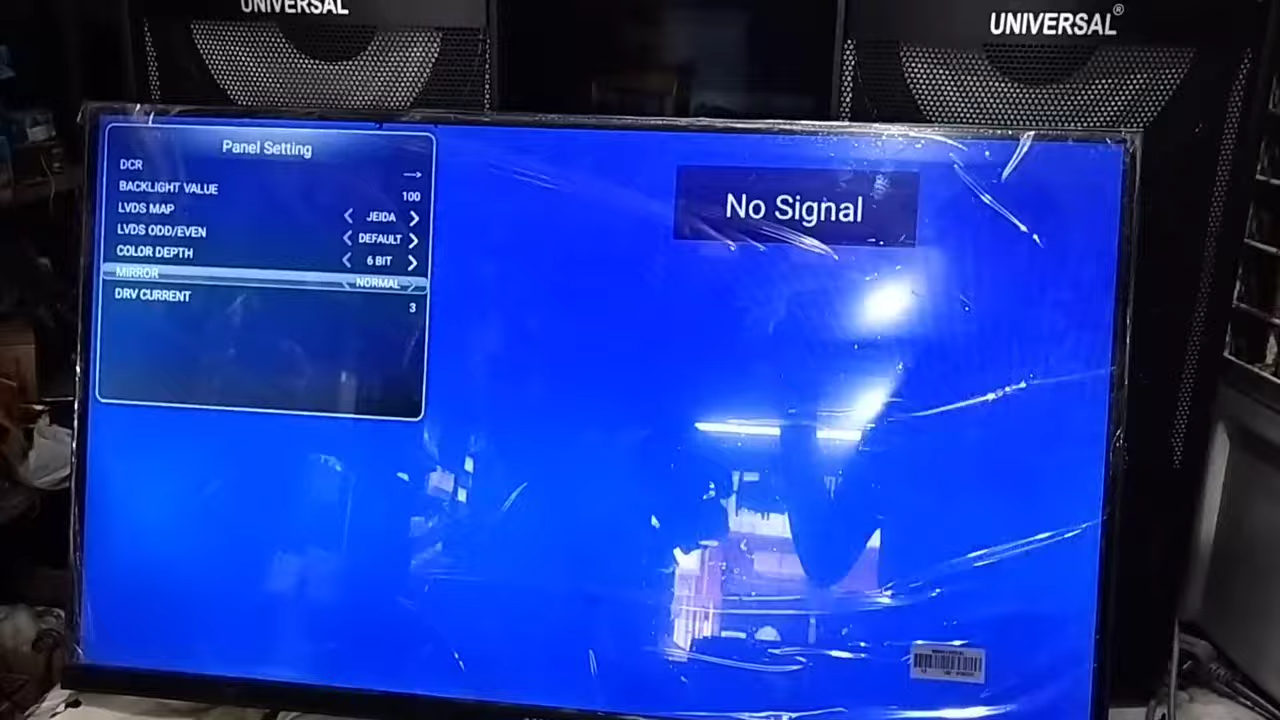 UNIVERSAL
UNIVERSAL®
Panel Setting
DCR
BACKLIGHT VALUE 100
LVDS MAP JEIDA
LVDS ODD/EVEN DEFAULT
COLOR DEPTH 6 BIT
MIRROR NORMAL
DRV CURRENT 3
No Signal